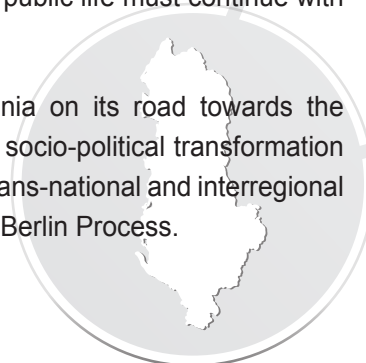 public life must continue with
nia on its road towards the
socio-political transformation
ans-national and interregional
Berlin Process.